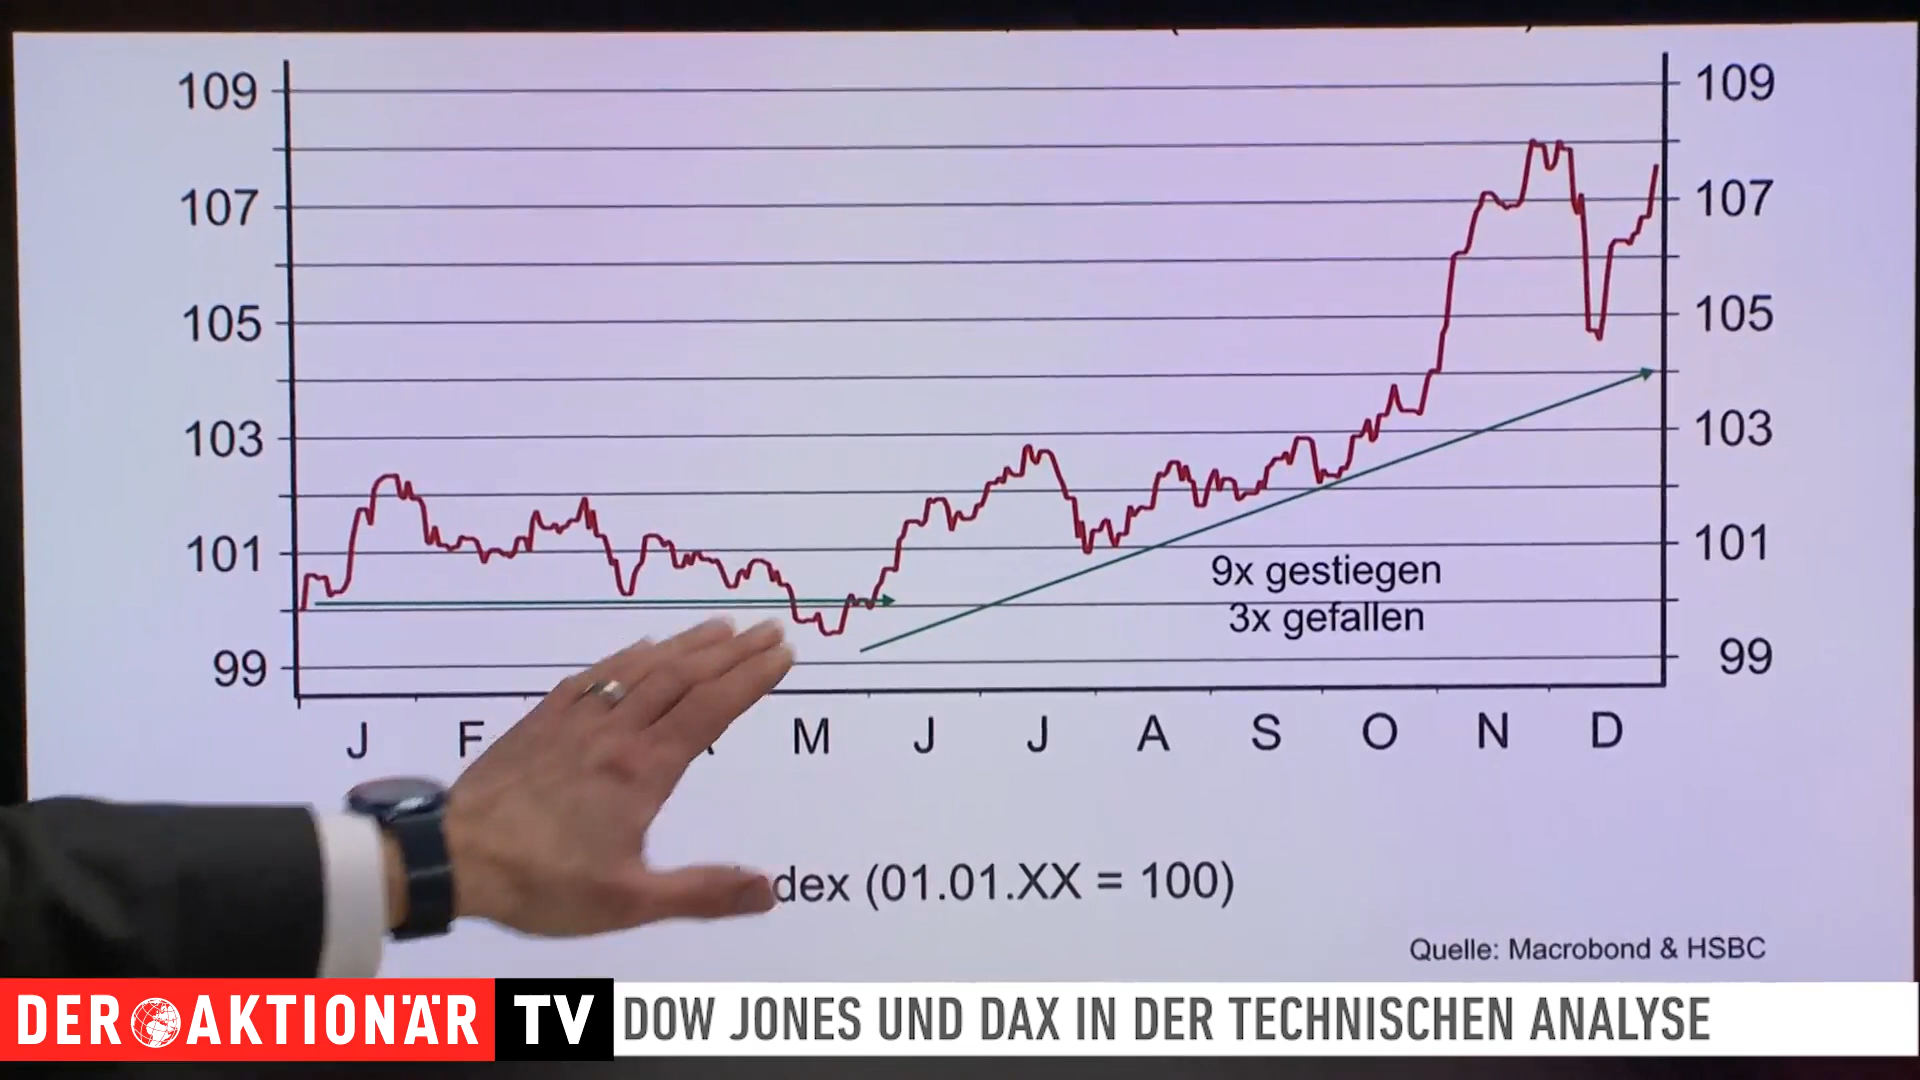 109 109
107 107
105 105
103 103
101 101
9x gestiegen
3x gefallen
99 99
J F M J J A S O N D
(01.01.XX = 100)
Quelle: Macrobond & HSBC
DER AKTIONÄR TV DOW JONES UND DAX IN DER TECHNISCHEN ANALYSE